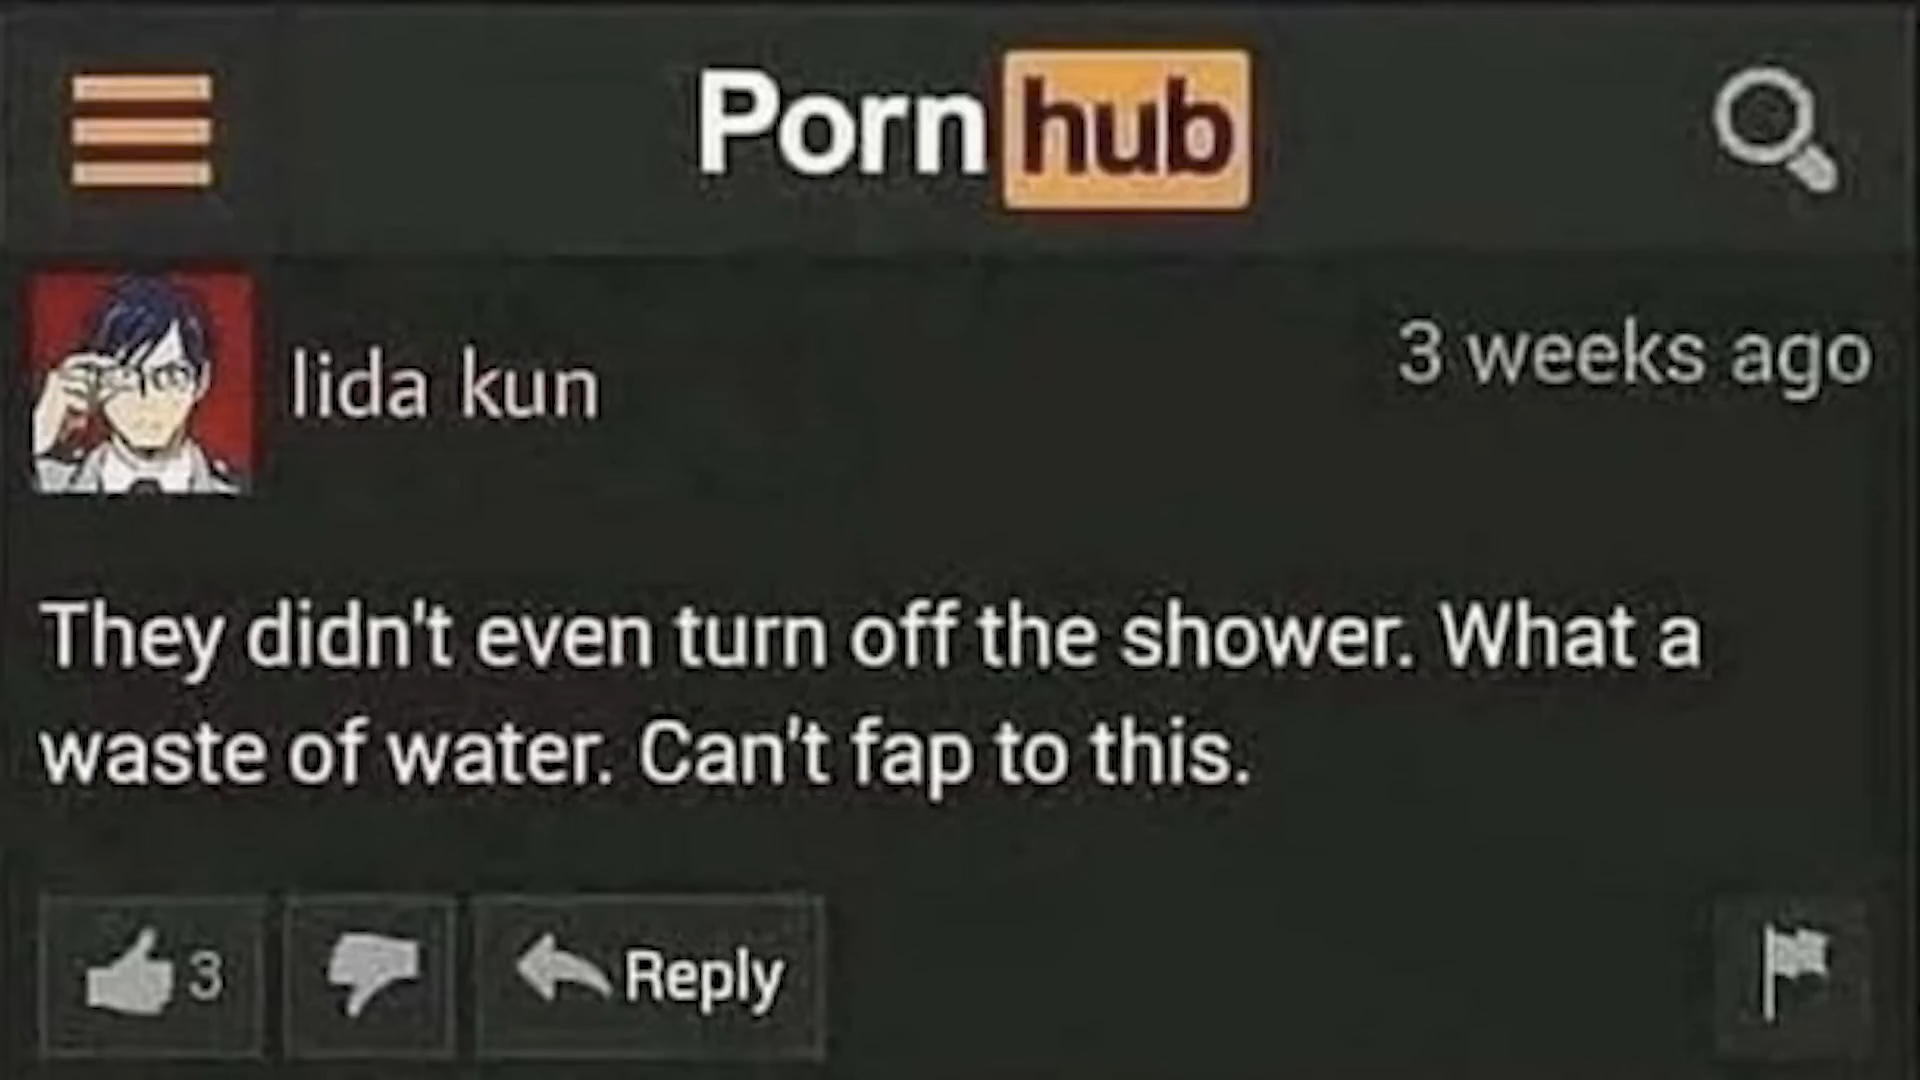 Porn hub
Iida kun
3 weeks ago
They didn't even turn off the shower. What a
waste of water. Can't fap to this.
3
Reply